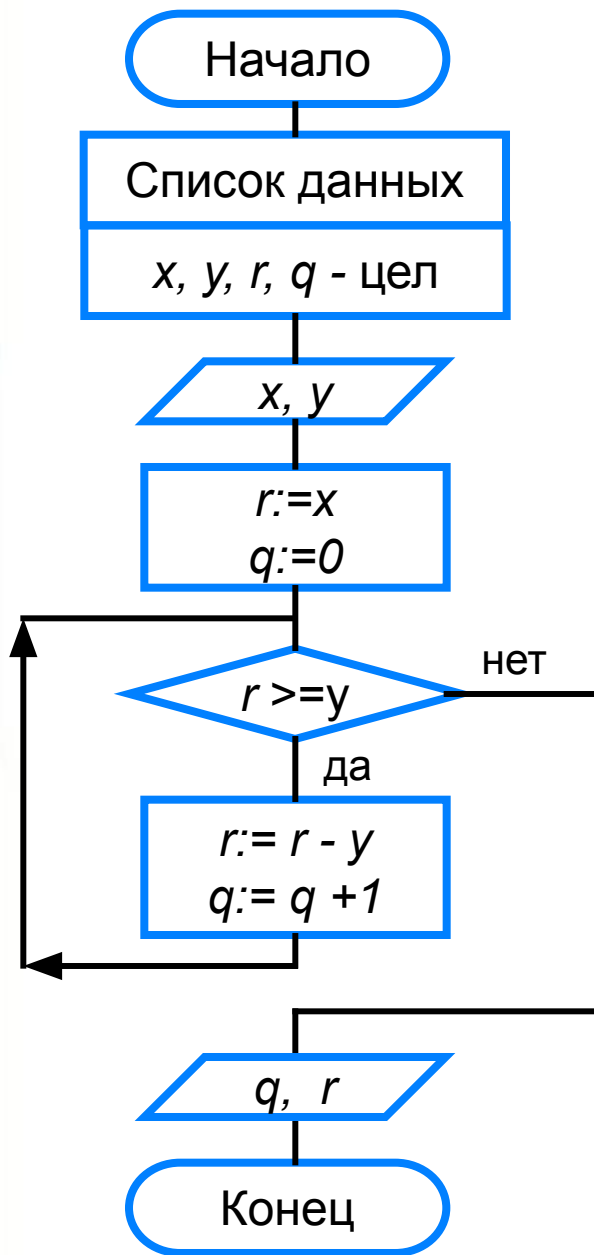 Начало
Список данных
x, y, r, q - цел
x, y
r:=x
q:=0
r >=y
нет
да
r:= r - y
q:= q +1
q, r
Конец